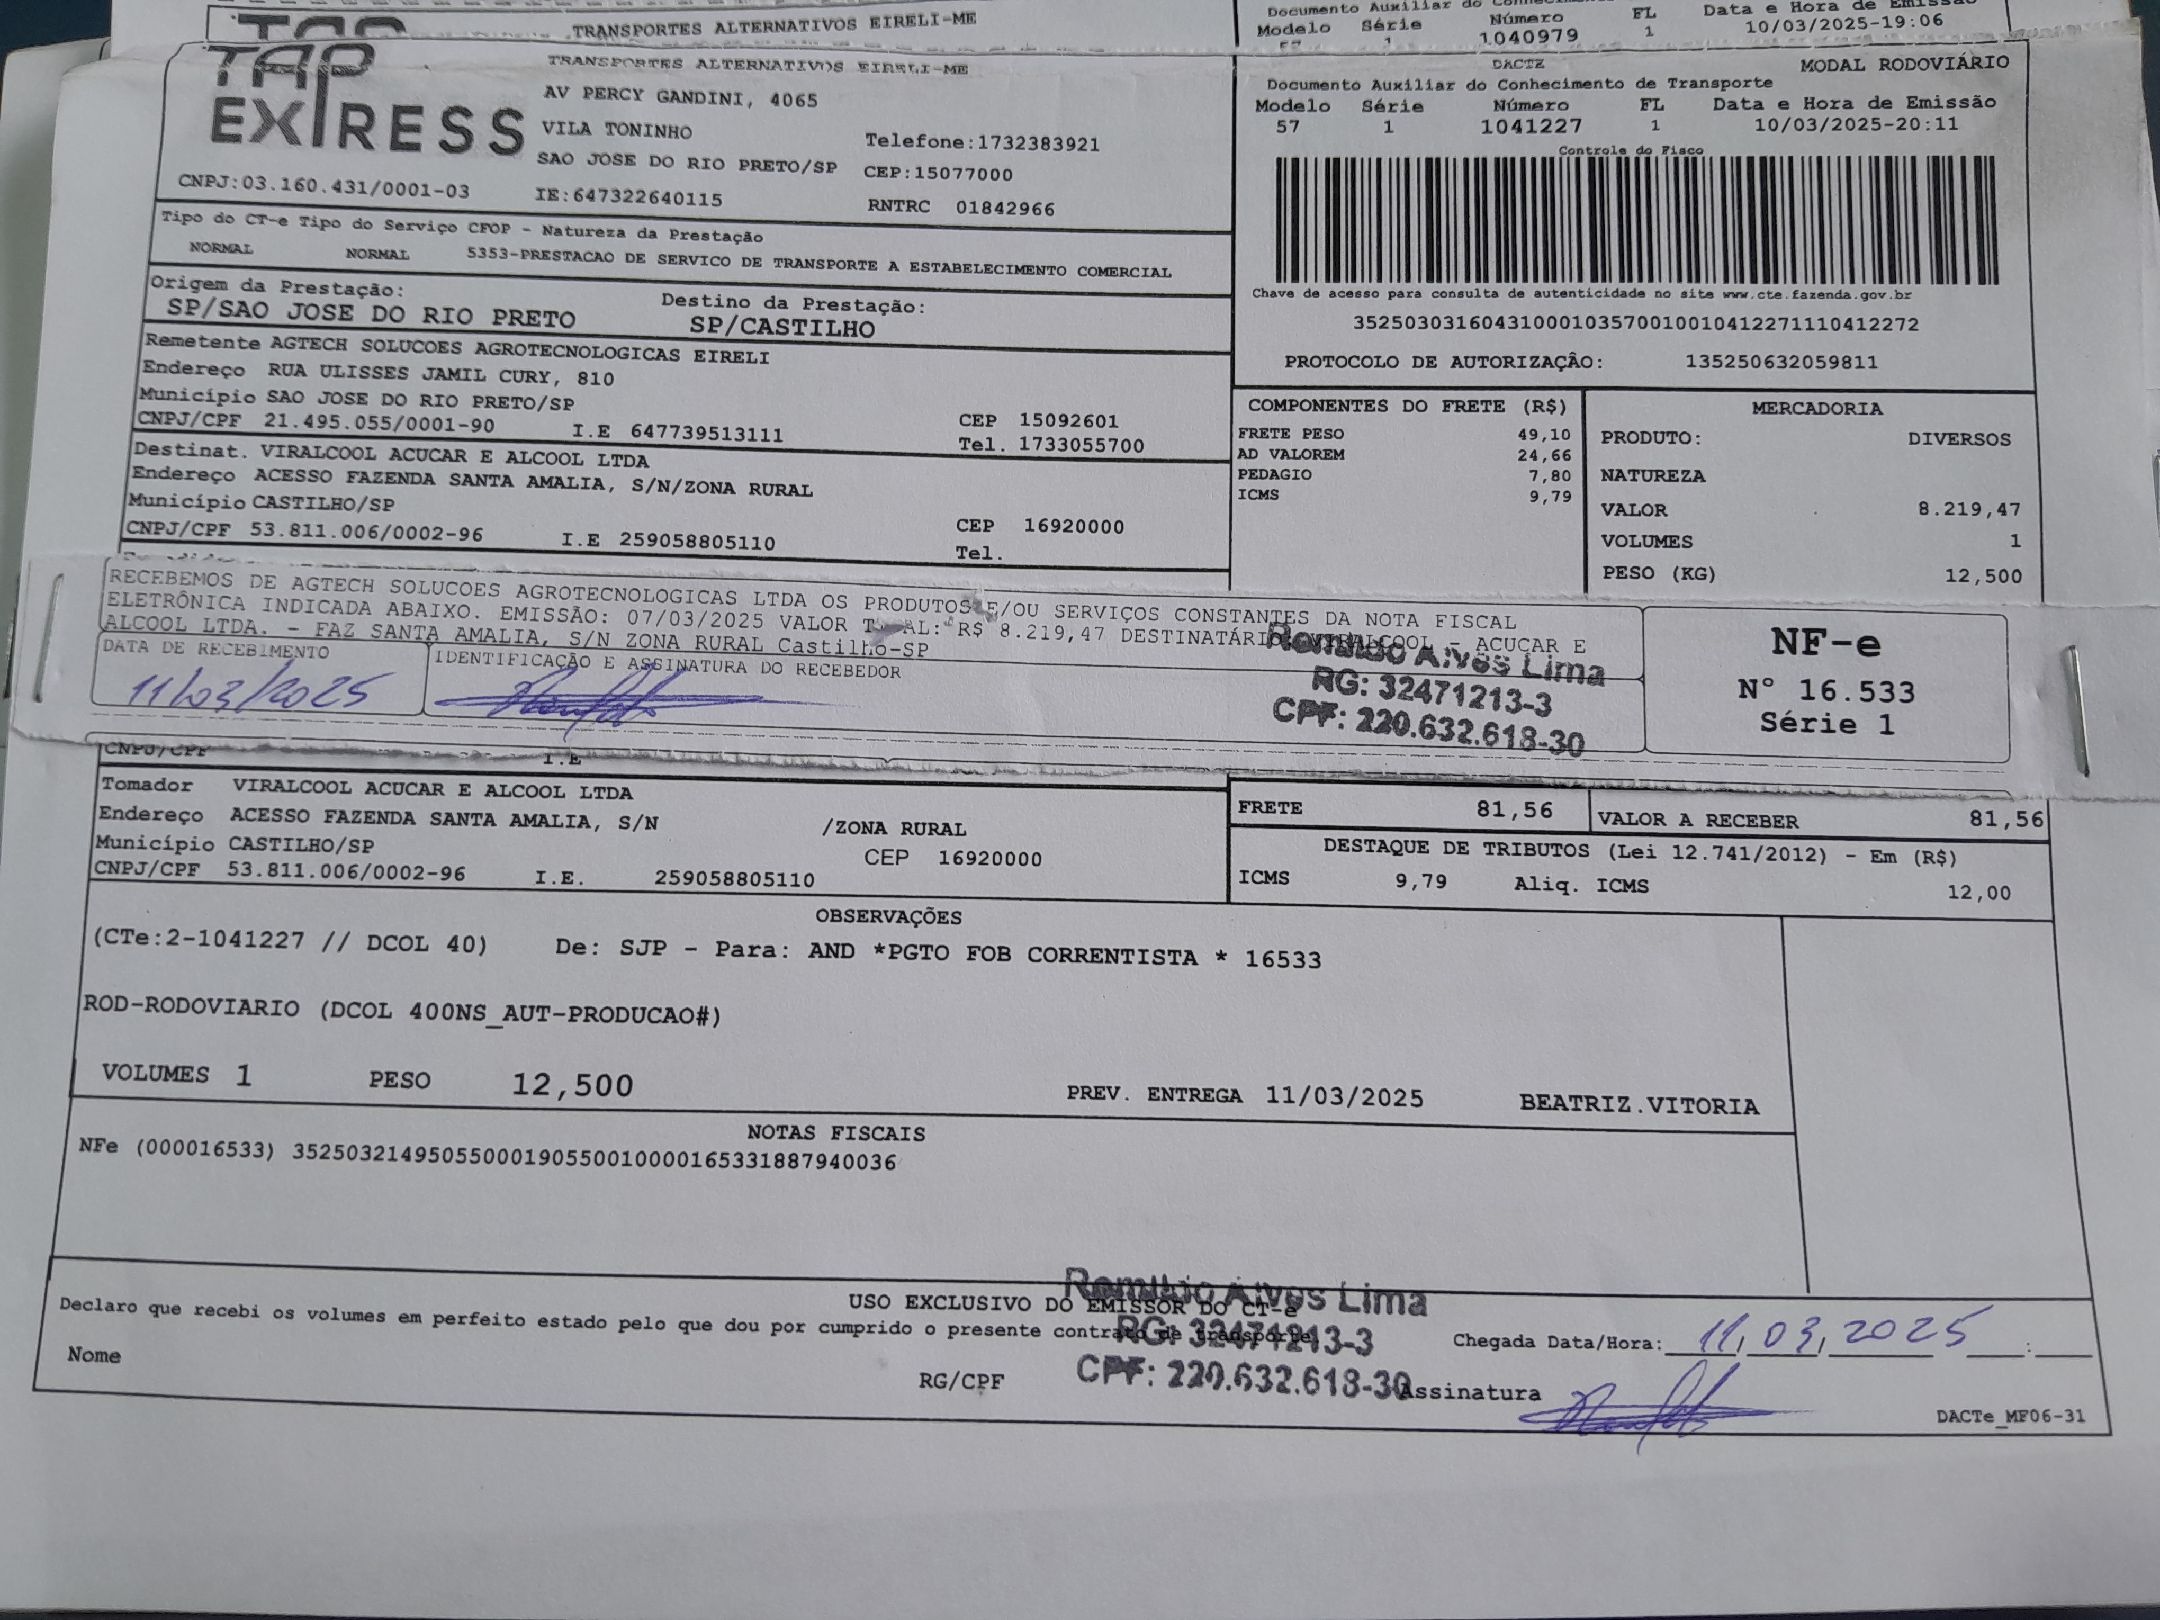 TRANSPORTES ALTERNATIVOS EIRELI-ME
Modelo Série Número FL Data e Hora de Emissão
1 1040979 1 10/03/2025-19:06
TAP
EXPRESS
TRANSPORTES ALTERNATIVOS EIRELI-ME
AV PERCY GANDINI, 4065
VILA TONINHO
Telefone:1732383921
SAO JOSE DO RIO PRETO/SP CEP:15077000
CNPJ:03.160.431/0001-03 IE:647322640115 RNTRC 01842966
DACTE MODAL RODOVIÁRIO
Documento Auxiliar do Conhecimento de Transporte
Modelo Série Número FL Data e Hora de Emissão
57 1 1041227 1 10/03/2025-20:11
Controle do Fisco
Chave de acesso para consulta de autenticidade no site www.cte.fazenda.gov.br
35250303160431000103570010010412271110412272
PROTOCOLO DE AUTORIZAÇÃO: 135250632059811
Tipo do CT-e Tipo do Serviço CFOP - Natureza da Prestação
NORMAL NORMAL 5353-PRESTACAO DE SERVICO DE TRANSPORTE A ESTABELECIMENTO COMERCIAL
Origem da Prestação: Destino da Prestação:
SP/SAO JOSE DO RIO PRETO SP/CASTILHO
Remetente AGTECH SOLUCOES AGROTECNOLOGICAS EIRELI
Endereço RUA ULISSES JAMIL CURY, 810
Município SAO JOSE DO RIO PRETO/SP CEP 15092601
CNPJ/CPF 21.495.055/0001-90 I.E 647739513111 Tel. 1733055700
Destinat. VIRALCOOL ACUCAR E ALCOOL LTDA
Endereço ACESSO FAZENDA SANTA AMALIA, S/N/ZONA RURAL
Município CASTILHO/SP CEP 16920000
CNPJ/CPF 53.811.006/0002-96 I.E 259058805110 Tel.
COMPONENTES DO FRETE (R$)
FRETE PESO 49,10
AD VALOREM 24,66
PEDAGIO 7,80
ICMS 9,79
MERCADORIA
PRODUTO: DIVERSOS
NATUREZA
VALOR 8.219,47
VOLUMES 1
PESO (KG) 12,500
RECEBEMOS DE AGTECH SOLUCOES AGROTECNOLOGICAS LTDA OS PRODUTOS E/OU SERVIÇOS CONSTANTES DA NOTA FISCAL
ELETRÔNICA INDICADA ABAIXO. EMISSÃO: 07/03/2025 VALOR TOTAL: R$ 8.219,47 DESTINATÁRIO: VIRALCOOL - ACUCAR E
ALCOOL LTDA. - FAZ SANTA AMALIA, S/N ZONA RURAL Castilho-SP
DATA DE RECEBIMENTO IDENTIFICAÇÃO E ASSINATURA DO RECEBEDOR
11/03/2025
Alves Lima
RG: 32471213-3
CPF: 220.632.618-30
NF-e
Nº 16.533
Série 1
CNPJ/CPF I.E
Tomador VIRALCOOL ACUCAR E ALCOOL LTDA
Endereço ACESSO FAZENDA SANTA AMALIA, S/N /ZONA RURAL
Município CASTILHO/SP CEP 16920000
CNPJ/CPF 53.811.006/0002-96 I.E. 259058805110
FRETE 81,56 VALOR A RECEBER 81,56
DESTAQUE DE TRIBUTOS (Lei 12.741/2012) - Em (R$)
ICMS 9,79 Aliq. ICMS 12,00
OBSERVAÇÕES
(CTe:2-1041227 // DCOL 40) De: SJP - Para: AND *PGTO FOB CORRENTISTA * 16533
ROD-RODOVIARIO (DCOL 400NS_AUT-PRODUCAO#)
VOLUMES 1 PESO 12,500 PREV. ENTREGA 11/03/2025 BEATRIZ.VITORIA
NOTAS FISCAIS
NFe (000016533) 35250321495055000190550010000165331887940036
USO EXCLUSIVO DO EMISSOR DO CT-e
Alves Lima
RG: 32471213-3
CPF: 220.632.618-30
Declaro que recebi os volumes em perfeito estado pelo que dou por cumprido o presente contrato de transporte
Chegada Data/Hora: 11/03/2025 :
Nome RG/CPF Assinatura
DACTe_MF06-31